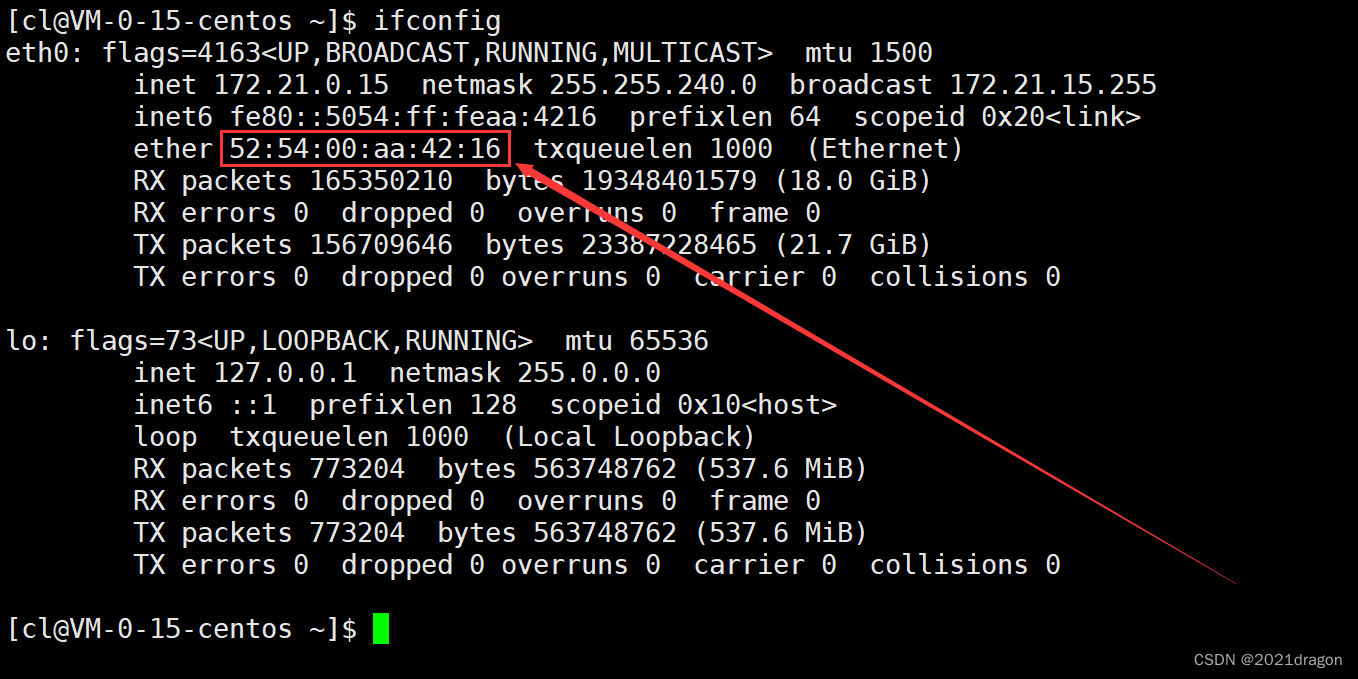 [cl@VM-0-15-centos ~]$ ifconfig
eth0: flags=4163<UP,BROADCAST,RUNNING,MULTICAST>  mtu 1500
        inet 172.21.0.15  netmask 255.255.240.0  broadcast 172.21.15.255
        inet6 fe80::5054:ff:feaa:4216  prefixlen 64  scopeid 0x20<link>
        ether 52:54:00:aa:42:16  txqueuelen 1000  (Ethernet)
        RX packets 165350210  bytes 19348401579 (18.0 GiB)
        RX errors 0  dropped 0  overruns 0  frame 0
        TX packets 156709646  bytes 23387228465 (21.7 GiB)
        TX errors 0  dropped 0 overruns 0  carrier 0  collisions 0

lo: flags=73<UP,LOOPBACK,RUNNING>  mtu 65536
        inet 127.0.0.1  netmask 255.0.0.0
        inet6 ::1  prefixlen 128  scopeid 0x10<host>
        loop  txqueuelen 1000  (Local Loopback)
        RX packets 773204  bytes 563748762 (537.6 MiB)
        RX errors 0  dropped 0  overruns 0  frame 0
        TX packets 773204  bytes 563748762 (537.6 MiB)
        TX errors 0  dropped 0 overruns 0  carrier 0  collisions 0

[cl@VM-0-15-centos ~]$
CSDN @2021dragon